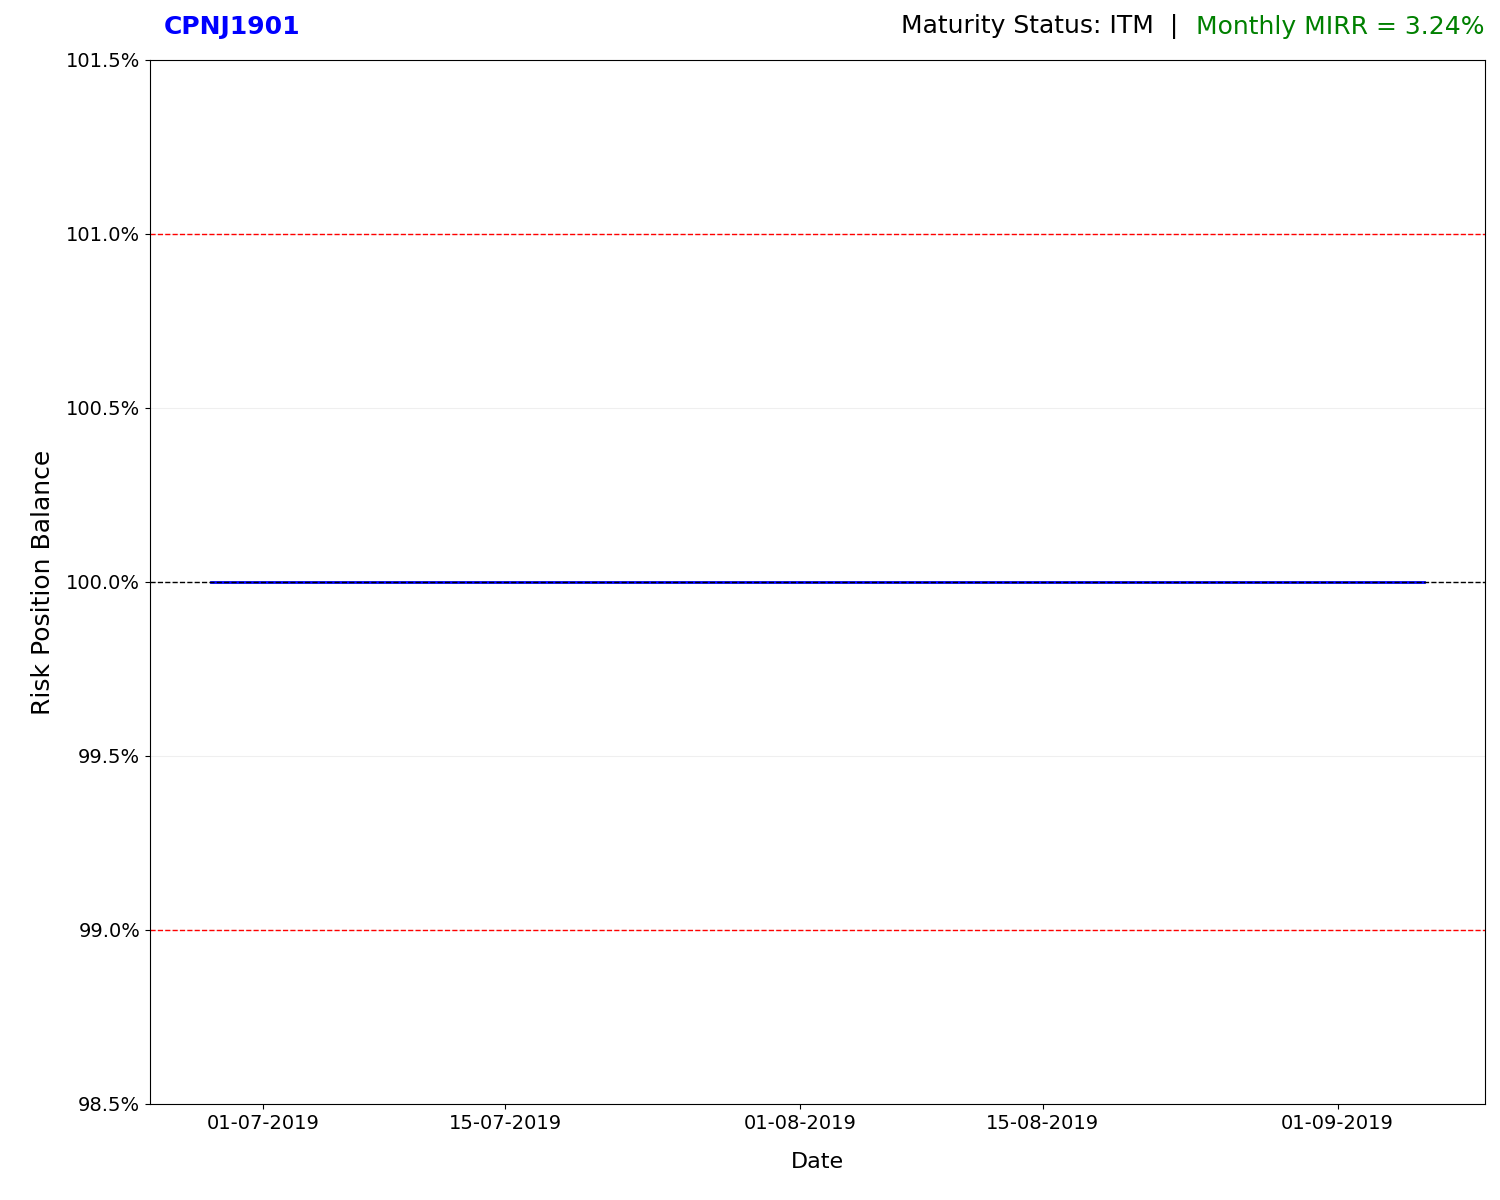 CPNJ1901
Maturity Status: ITM | Monthly MIRR = 3.24%
101.5%
101.0%
100.5%
100.0%
99.5%
99.0%
98.5%
Risk Position Balance
01-07-2019 15-07-2019 01-08-2019 15-08-2019 01-09-2019
Date